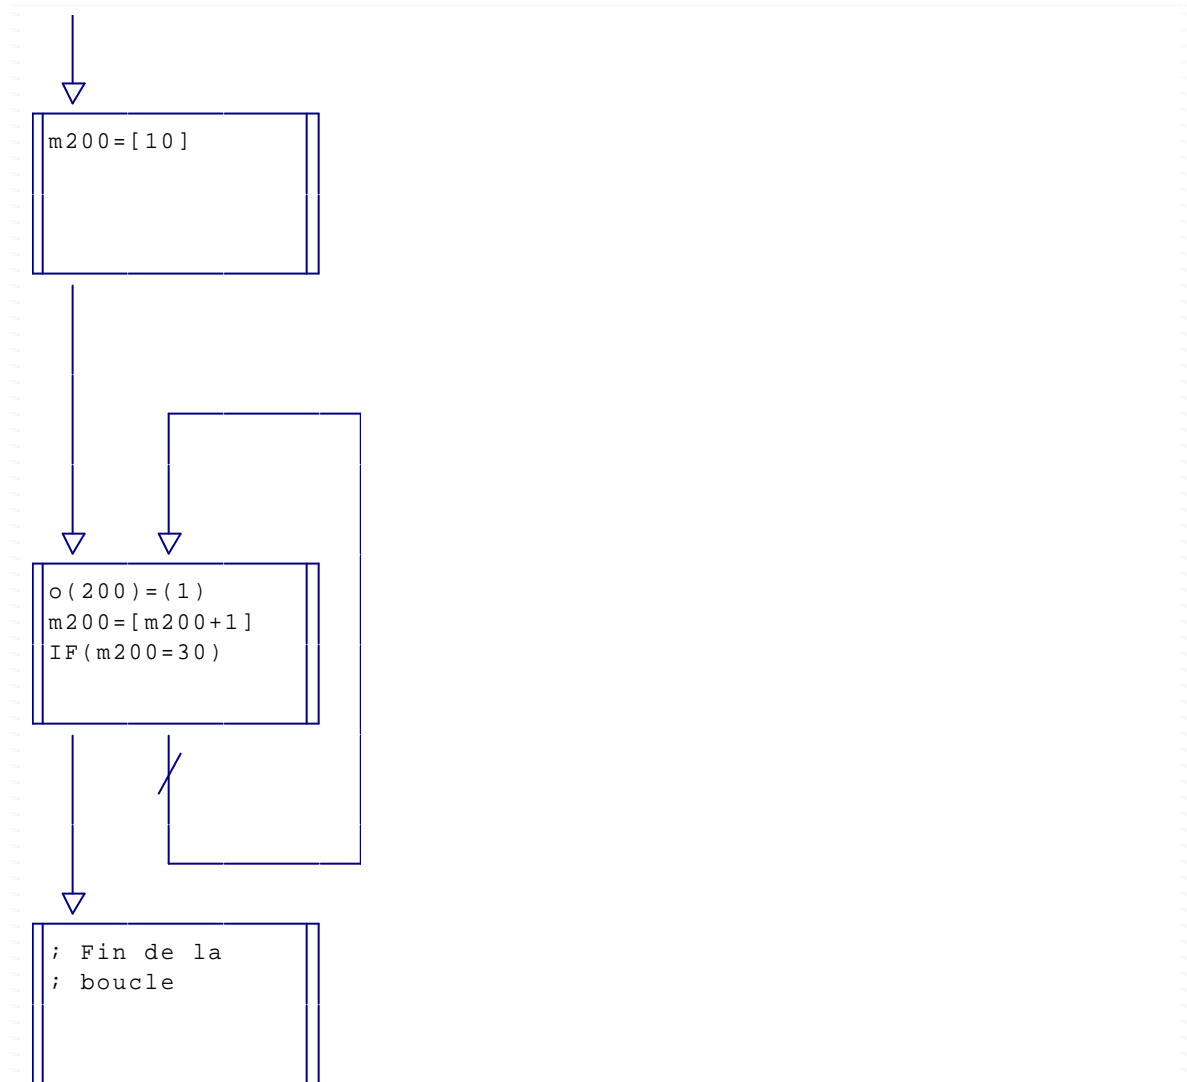 m200=[10]
o(200)=(1)
m200=[m200+1]
IF(m200=30)
; Fin de la
; boucle